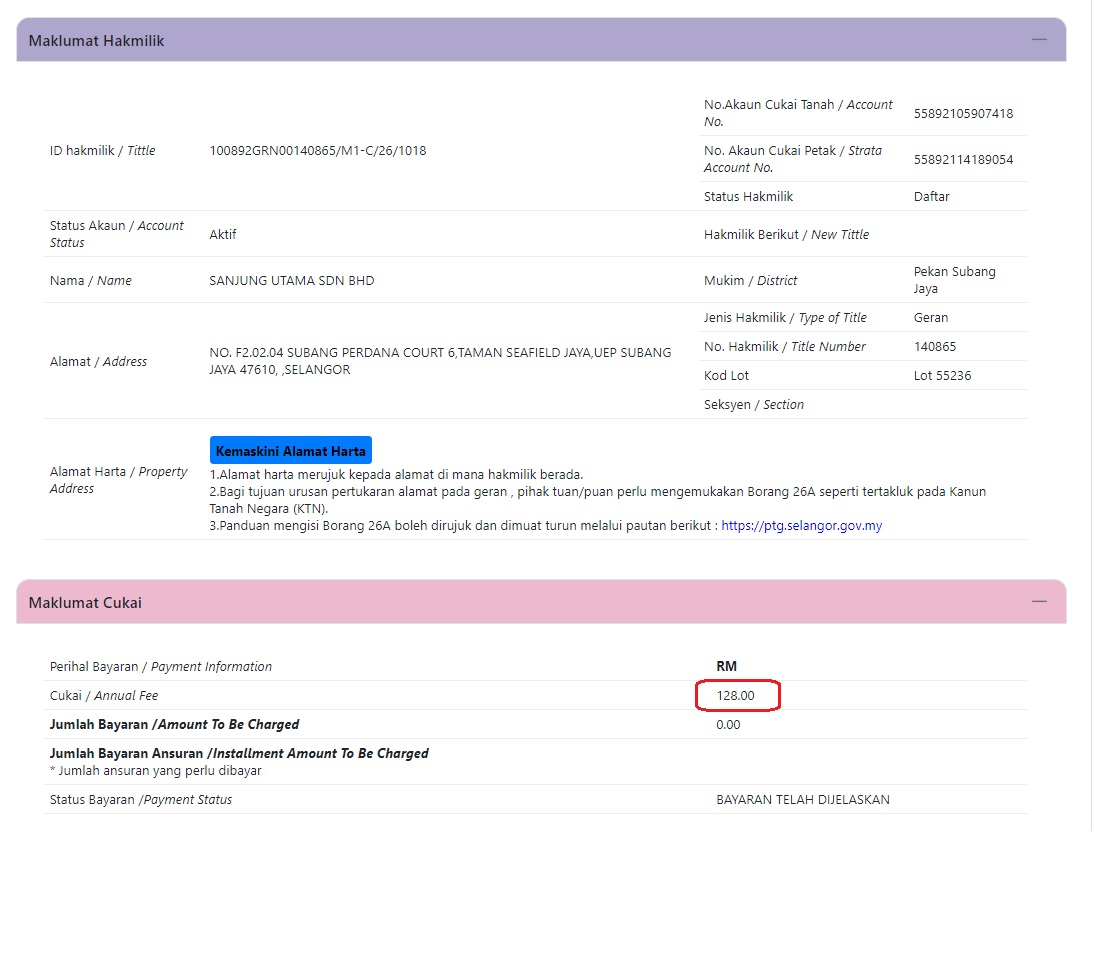 Maklumat Hakmilik
ID hakmilik / Tittle
100892GRN00140865/M1-C/26/1018
No.Akaun Cukai Tanah / Account
No.
55892105907418
No. Akaun Cukai Petak / Strata
Account No.
55892114189054
Status Hakmilik
Daftar
Status Akaun / Account
Status
Aktif
Hakmilik Berikut / New Tittle
Nama / Name
SANJUNG UTAMA SDN BHD
Mukim / District
Pekan Subang
Jaya
Alamat / Address
NO. F2.02.04 SUBANG PERDANA COURT 6,TAMAN SEAFIELD JAYA,UEP SUBANG
JAYA 47610, ,SELANGOR
Jenis Hakmilik / Type of Title
Geran
No. Hakmilik / Title Number
140865
Kod Lot
Lot 55236
Seksyen / Section
Alamat Harta / Property
Address
Kemaskini Alamat Harta
1.Alamat harta merujuk kepada alamat di mana hakmilik berada.
2.Bagi tujuan urusan pertukaran alamat pada geran , pihak tuan/puan perlu mengemukakan Borang 26A seperti tertakluk pada Kanun
Tanah Negara (KTN).
3.Panduan mengisi Borang 26A boleh dirujuk dan dimuat turun melalui pautan berikut : https://ptg.selangor.gov.my
Maklumat Cukai
Perihal Bayaran / Payment Information
RM
Cukai / Annual Fee
128.00
Jumlah Bayaran /Amount To Be Charged
0.00
Jumlah Bayaran Ansuran /Installment Amount To Be Charged
* Jumlah ansuran yang perlu dibayar
Status Bayaran /Payment Status
BAYARAN TELAH DIJELASKAN